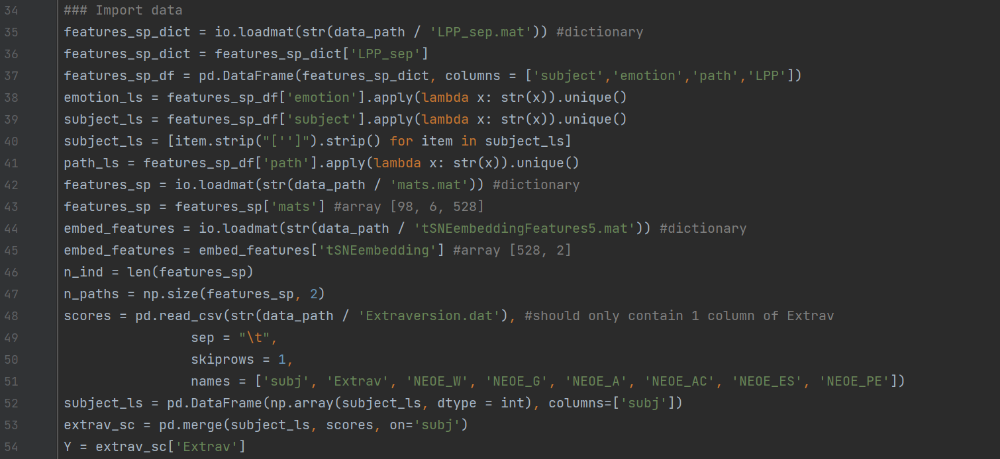 34 ### Import data
35 features_sp_dict = io.loadmat(str(data_path / 'LPP_sep.mat')) #dictionary
36 features_sp_dict = features_sp_dict['LPP_sep']
37 features_sp_df = pd.DataFrame(features_sp_dict, columns = ['subject','emotion','path','LPP'])
38 emotion_ls = features_sp_df['emotion'].apply(lambda x: str(x)).unique()
39 subject_ls = features_sp_df['subject'].apply(lambda x: str(x)).unique()
40 subject_ls = [item.strip("['']").strip() for item in subject_ls]
41 path_ls = features_sp_df['path'].apply(lambda x: str(x)).unique()
42 features_sp = io.loadmat(str(data_path / 'mats.mat')) #dictionary
43 features_sp = features_sp['mats'] #array [98, 6, 528]
44 embed_features = io.loadmat(str(data_path / 'tSNEembeddingFeatures5.mat')) #dictionary
45 embed_features = embed_features['tSNEembedding'] #array [528, 2]
46 n_ind = len(features_sp)
47 n_paths = np.size(features_sp, 2)
48 scores = pd.read_csv(str(data_path / 'Extraversion.dat'), #should only contain 1 column of Extrav
49                 sep = "\t",
50                 skiprows = 1,
51                 names = ['subj', 'Extrav', 'NEOE_W', 'NEOE_G', 'NEOE_A', 'NEOE_AC', 'NEOE_ES', 'NEOE_PE'])
52 subject_ls = pd.DataFrame(np.array(subject_ls, dtype = int), columns=['subj'])
53 extrav_sc = pd.merge(subject_ls, scores, on='subj')
54 Y = extrav_sc['Extrav']